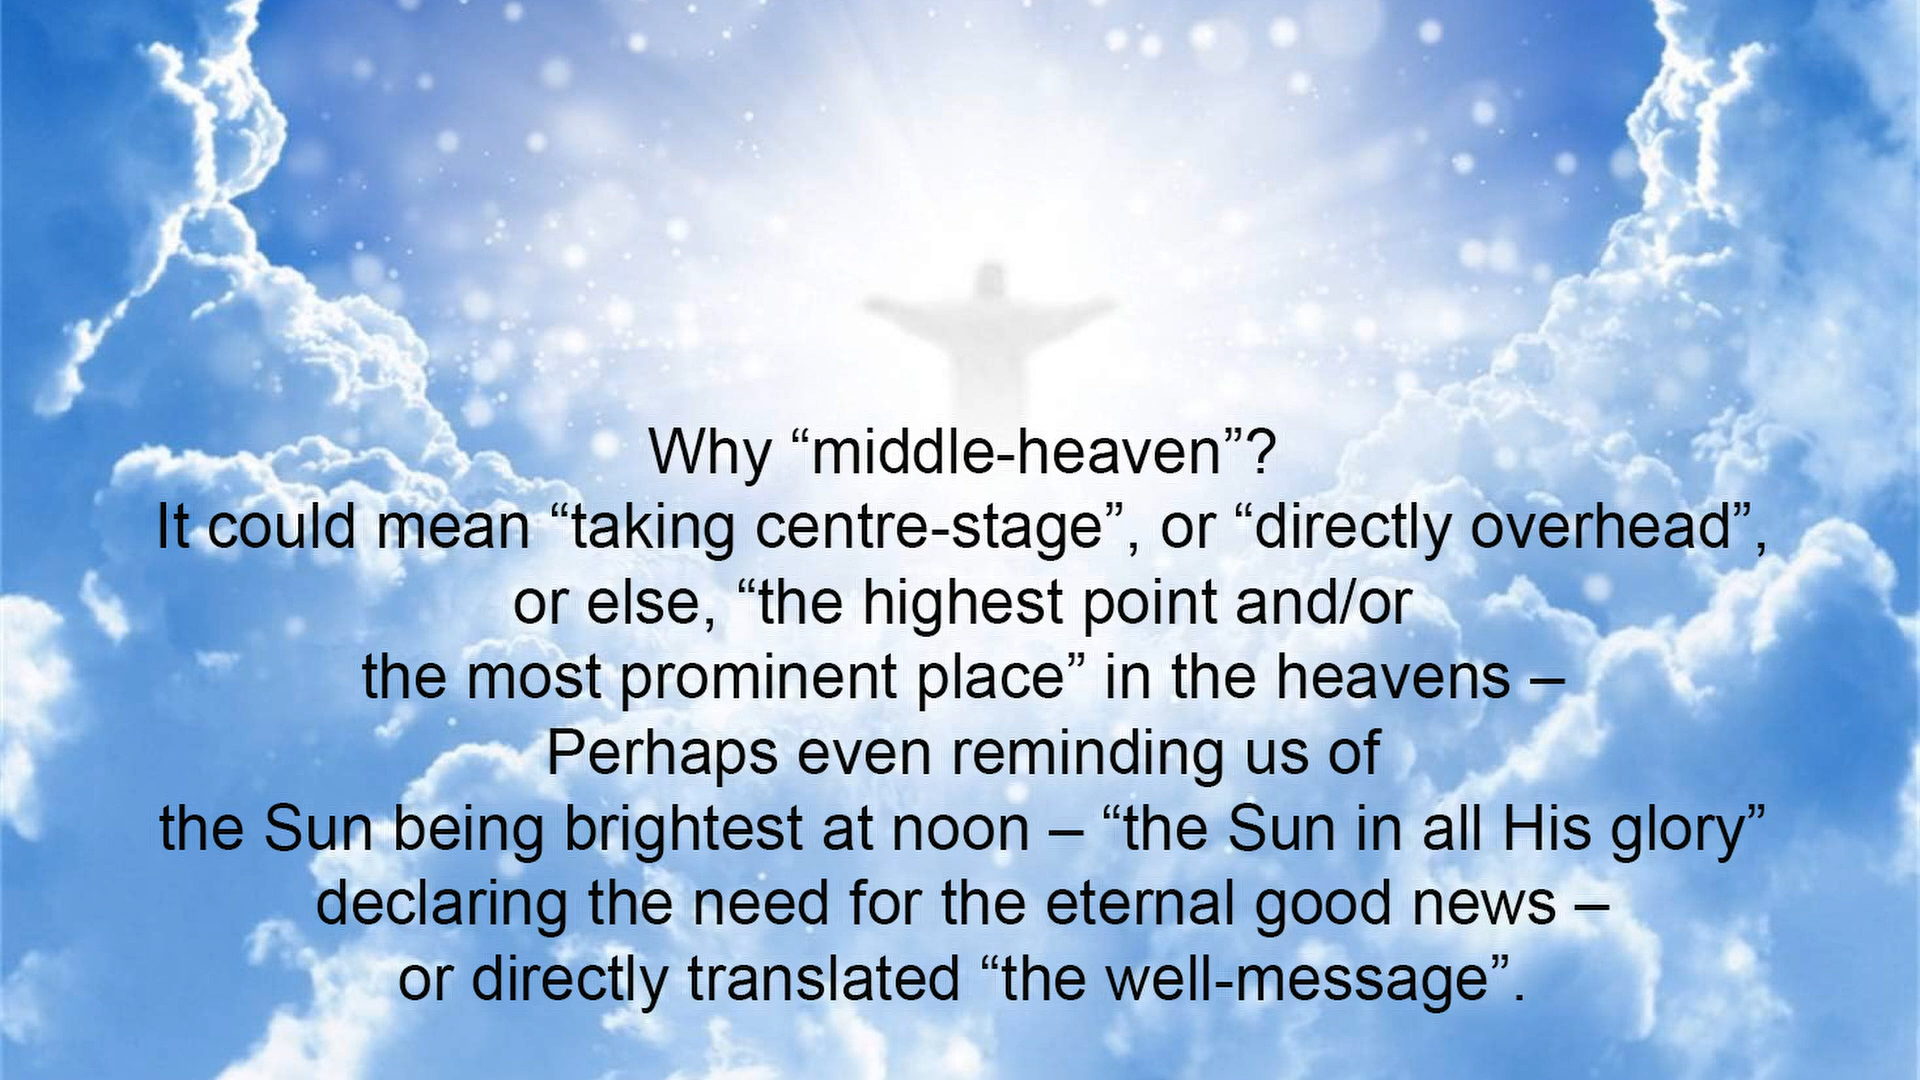 Why “middle-heaven”?
It could mean “taking centre-stage”, or “directly overhead”,
or else, “the highest point and/or
the most prominent place” in the heavens –
Perhaps even reminding us of
the Sun being brightest at noon – “the Sun in all His glory”
declaring the need for the eternal good news –
or directly translated “the well-message”.